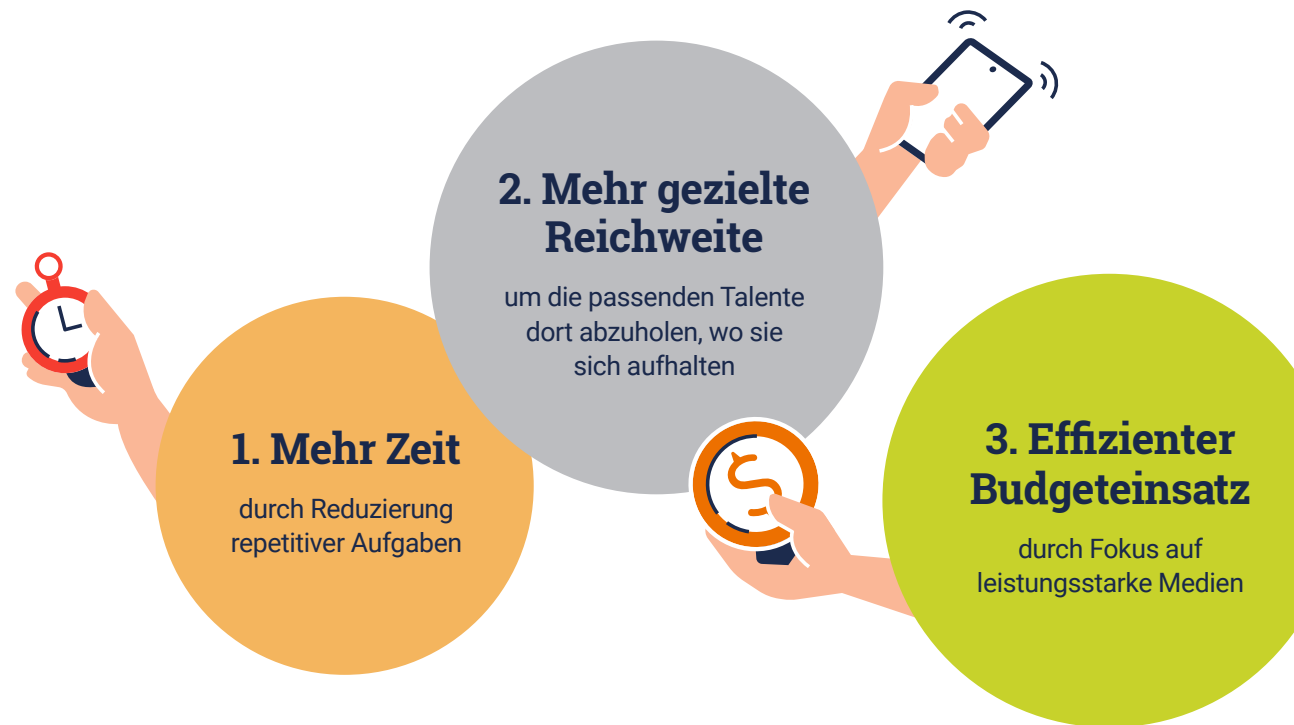 1. Mehr Zeit
durch Reduzierung
repetitiver Aufgaben
2. Mehr gezielte
Reichweite
um die passenden Talente
dort abzuholen, wo sie
sich aufhalten
3. Effizienter
Budgeteinsatz
durch Fokus auf
leistungsstarke Medien